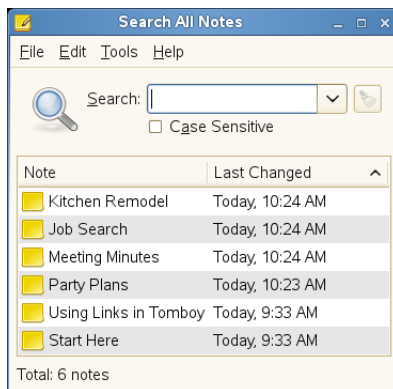 Search All Notes
File Edit Tools Help
Search:
Case Sensitive
Note Last Changed
Kitchen Remodel Today, 10:24 AM
Job Search Today, 10:24 AM
Meeting Minutes Today, 10:24 AM
Party Plans Today, 10:23 AM
Using Links in Tomboy Today, 9:33 AM
Start Here Today, 9:33 AM
Total: 6 notes